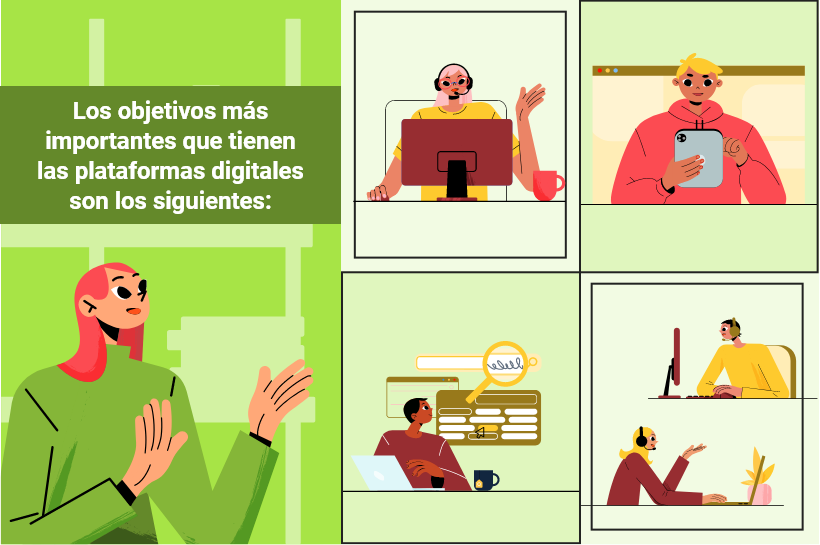 Los objetivos más
importantes que tienen
las plataformas digitales
son los siguientes: